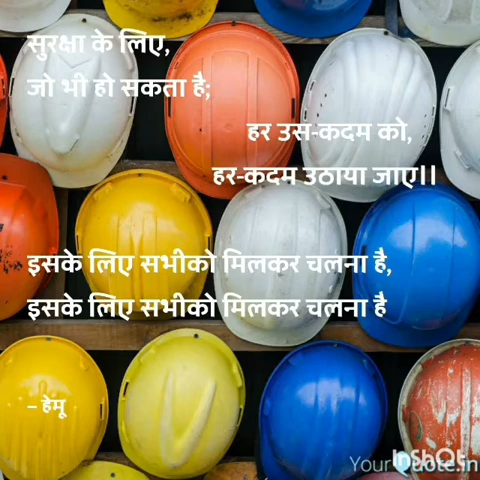 सुरक्षा के लिए,
जो भी हो सकता है;
हर उस-कदम को,
हर-कदम उठाया जाए।।
इसके लिए सभीको मिलकर चलना है,
इसके लिए सभीको मिलकर चलना है
– हेमू
InShOt
YourQuote.in